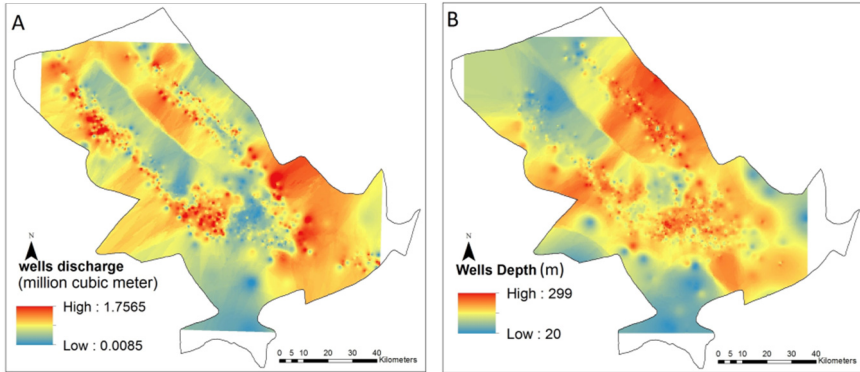 A
N
wells discharge
(million cubic meter)
High : 1.7565
Low : 0.0085
0 5 10 20 30 40
Kilometers
B
N
Wells Depth (m)
High : 299
Low : 20
0 5 10 20 30 40
Kilometers